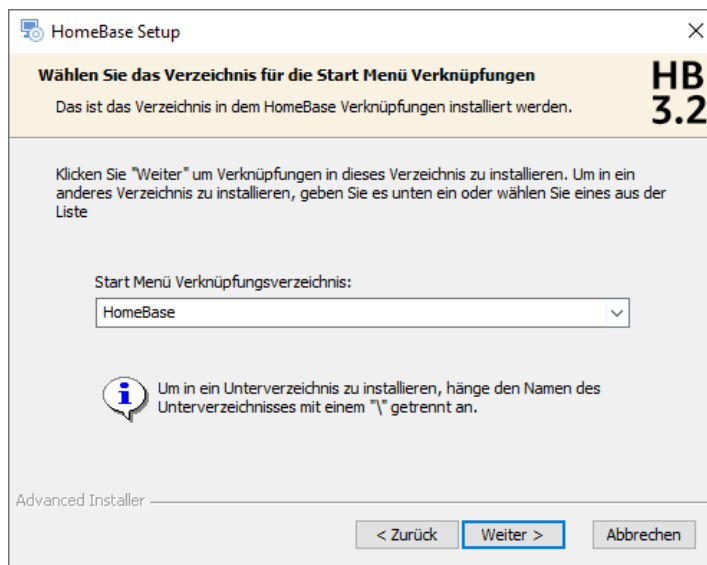 HomeBase Setup
Wählen Sie das Verzeichnis für die Start Menü Verknüpfungen
Das ist das Verzeichnis in dem HomeBase Verknüpfungen installiert werden.
HB
3.2
Klicken Sie "Weiter" um Verknüpfungen in dieses Verzeichnis zu installieren. Um in ein
anderes Verzeichnis zu installieren, geben Sie es unten ein oder wählen Sie eines aus der
Liste
Start Menü Verknüpfungsverzeichnis:
HomeBase
Um in ein Unterverzeichnis zu installieren, hänge den Namen des
Unterverzeichnisses mit einem "\" getrennt an.
Advanced Installer
< Zurück
Weiter >
Abbrechen